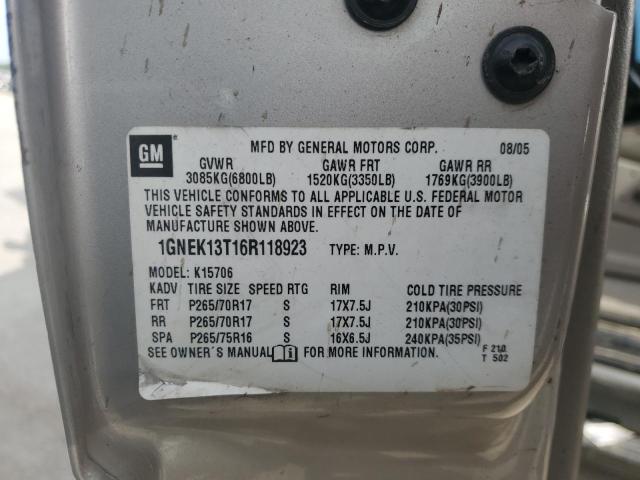 GM
MFD BY GENERAL MOTORS CORP. 08/05
GVWR GAWR FRT GAWR RR
3085KG(6800LB) 1520KG(3350LB) 1769KG(3900LB)
THIS VEHICLE CONFORMS TO ALL APPLICABLE U.S. FEDERAL MOTOR
VEHICLE SAFETY STANDARDS IN EFFECT ON THE DATE OF
MANUFACTURE SHOWN ABOVE.
1GNEK13T16R118923 TYPE: M.P.V.
MODEL: K15706
KADV TIRE SIZE SPEED RTG RIM COLD TIRE PRESSURE
FRT P265/70R17 S 17X7.5J 210KPA(30PSI)
RR P265/70R17 S 17X7.5J 210KPA(30PSI)
SPA P265/75R16 S 16X6.5J 240KPA(35PSI)
SEE OWNER'S MANUAL FOR MORE INFORMATION.
F 210
T 502